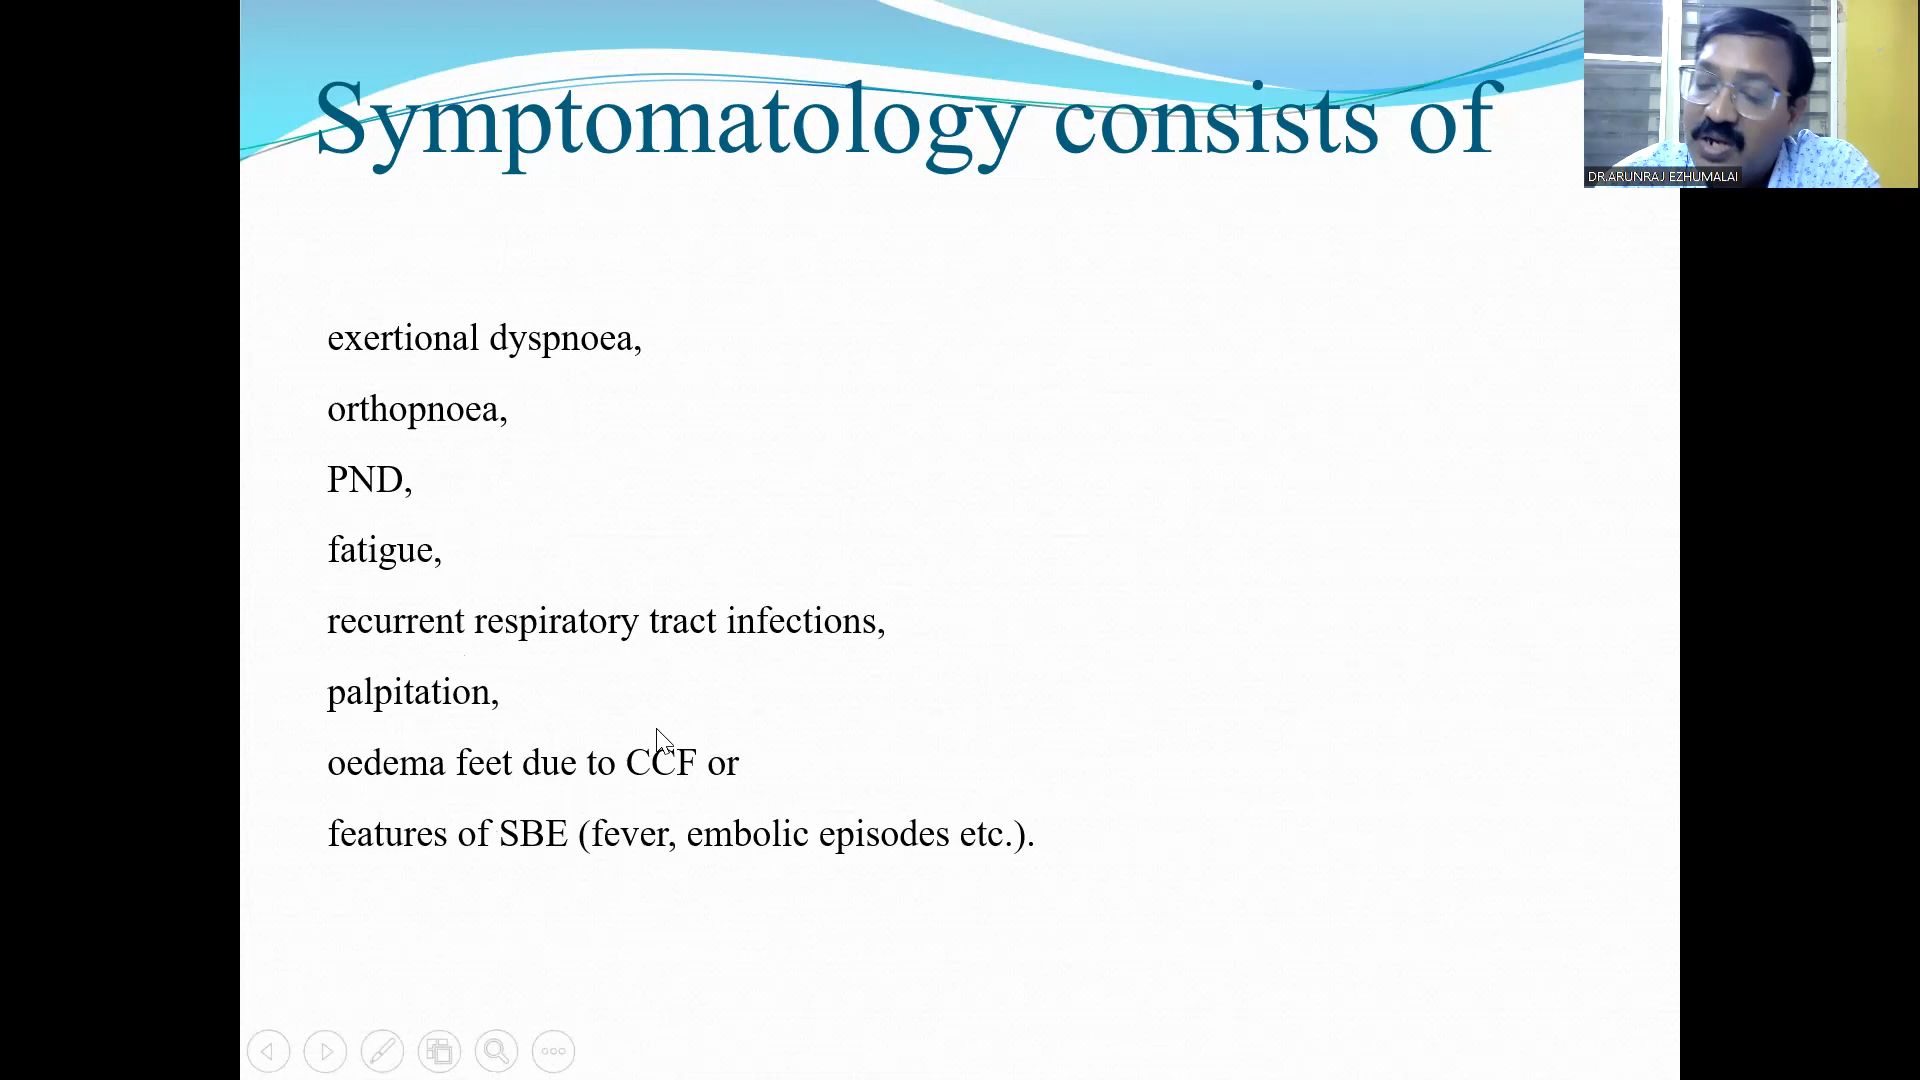 Symptomatology consists of
DR.ARUNRAJ EZHUMALAI
exertional dyspnoea,
orthopnoea,
PND,
fatigue,
recurrent respiratory tract infections,
palpitation,
oedema feet due to CCF or
features of SBE (fever, embolic episodes etc.).